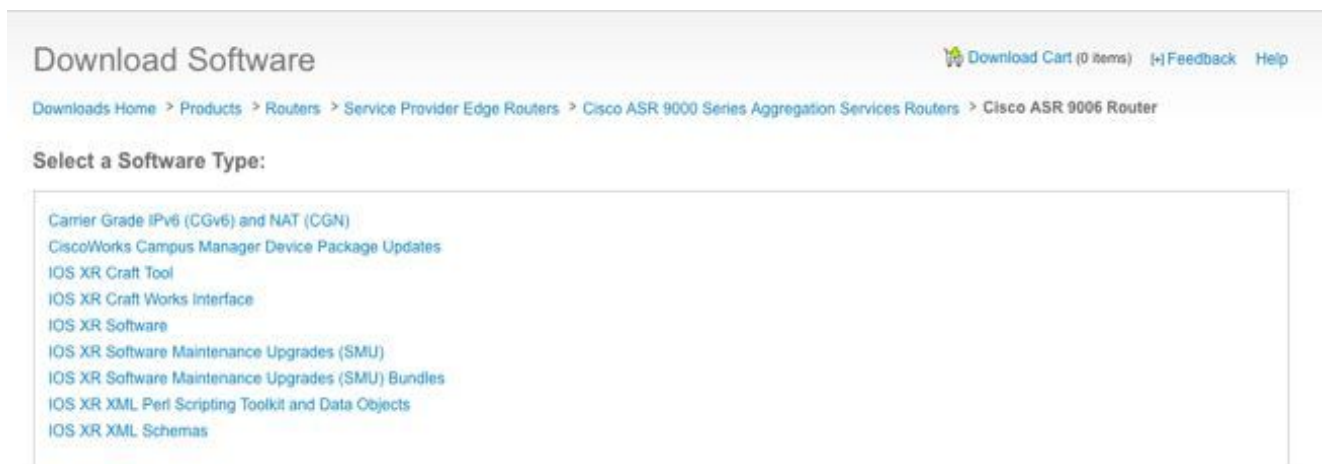 Download Software
Download Cart (0 items) [+] Feedback Help
Downloads Home > Products > Routers > Service Provider Edge Routers > Cisco ASR 9000 Series Aggregation Services Routers > Cisco ASR 9006 Router
Select a Software Type:
Carrier Grade IPv6 (CGv6) and NAT (CGN)
CiscoWorks Campus Manager Device Package Updates
IOS XR Craft Tool
IOS XR Craft Works Interface
IOS XR Software
IOS XR Software Maintenance Upgrades (SMU)
IOS XR Software Maintenance Upgrades (SMU) Bundles
IOS XR XML Perl Scripting Toolkit and Data Objects
IOS XR XML Schemas